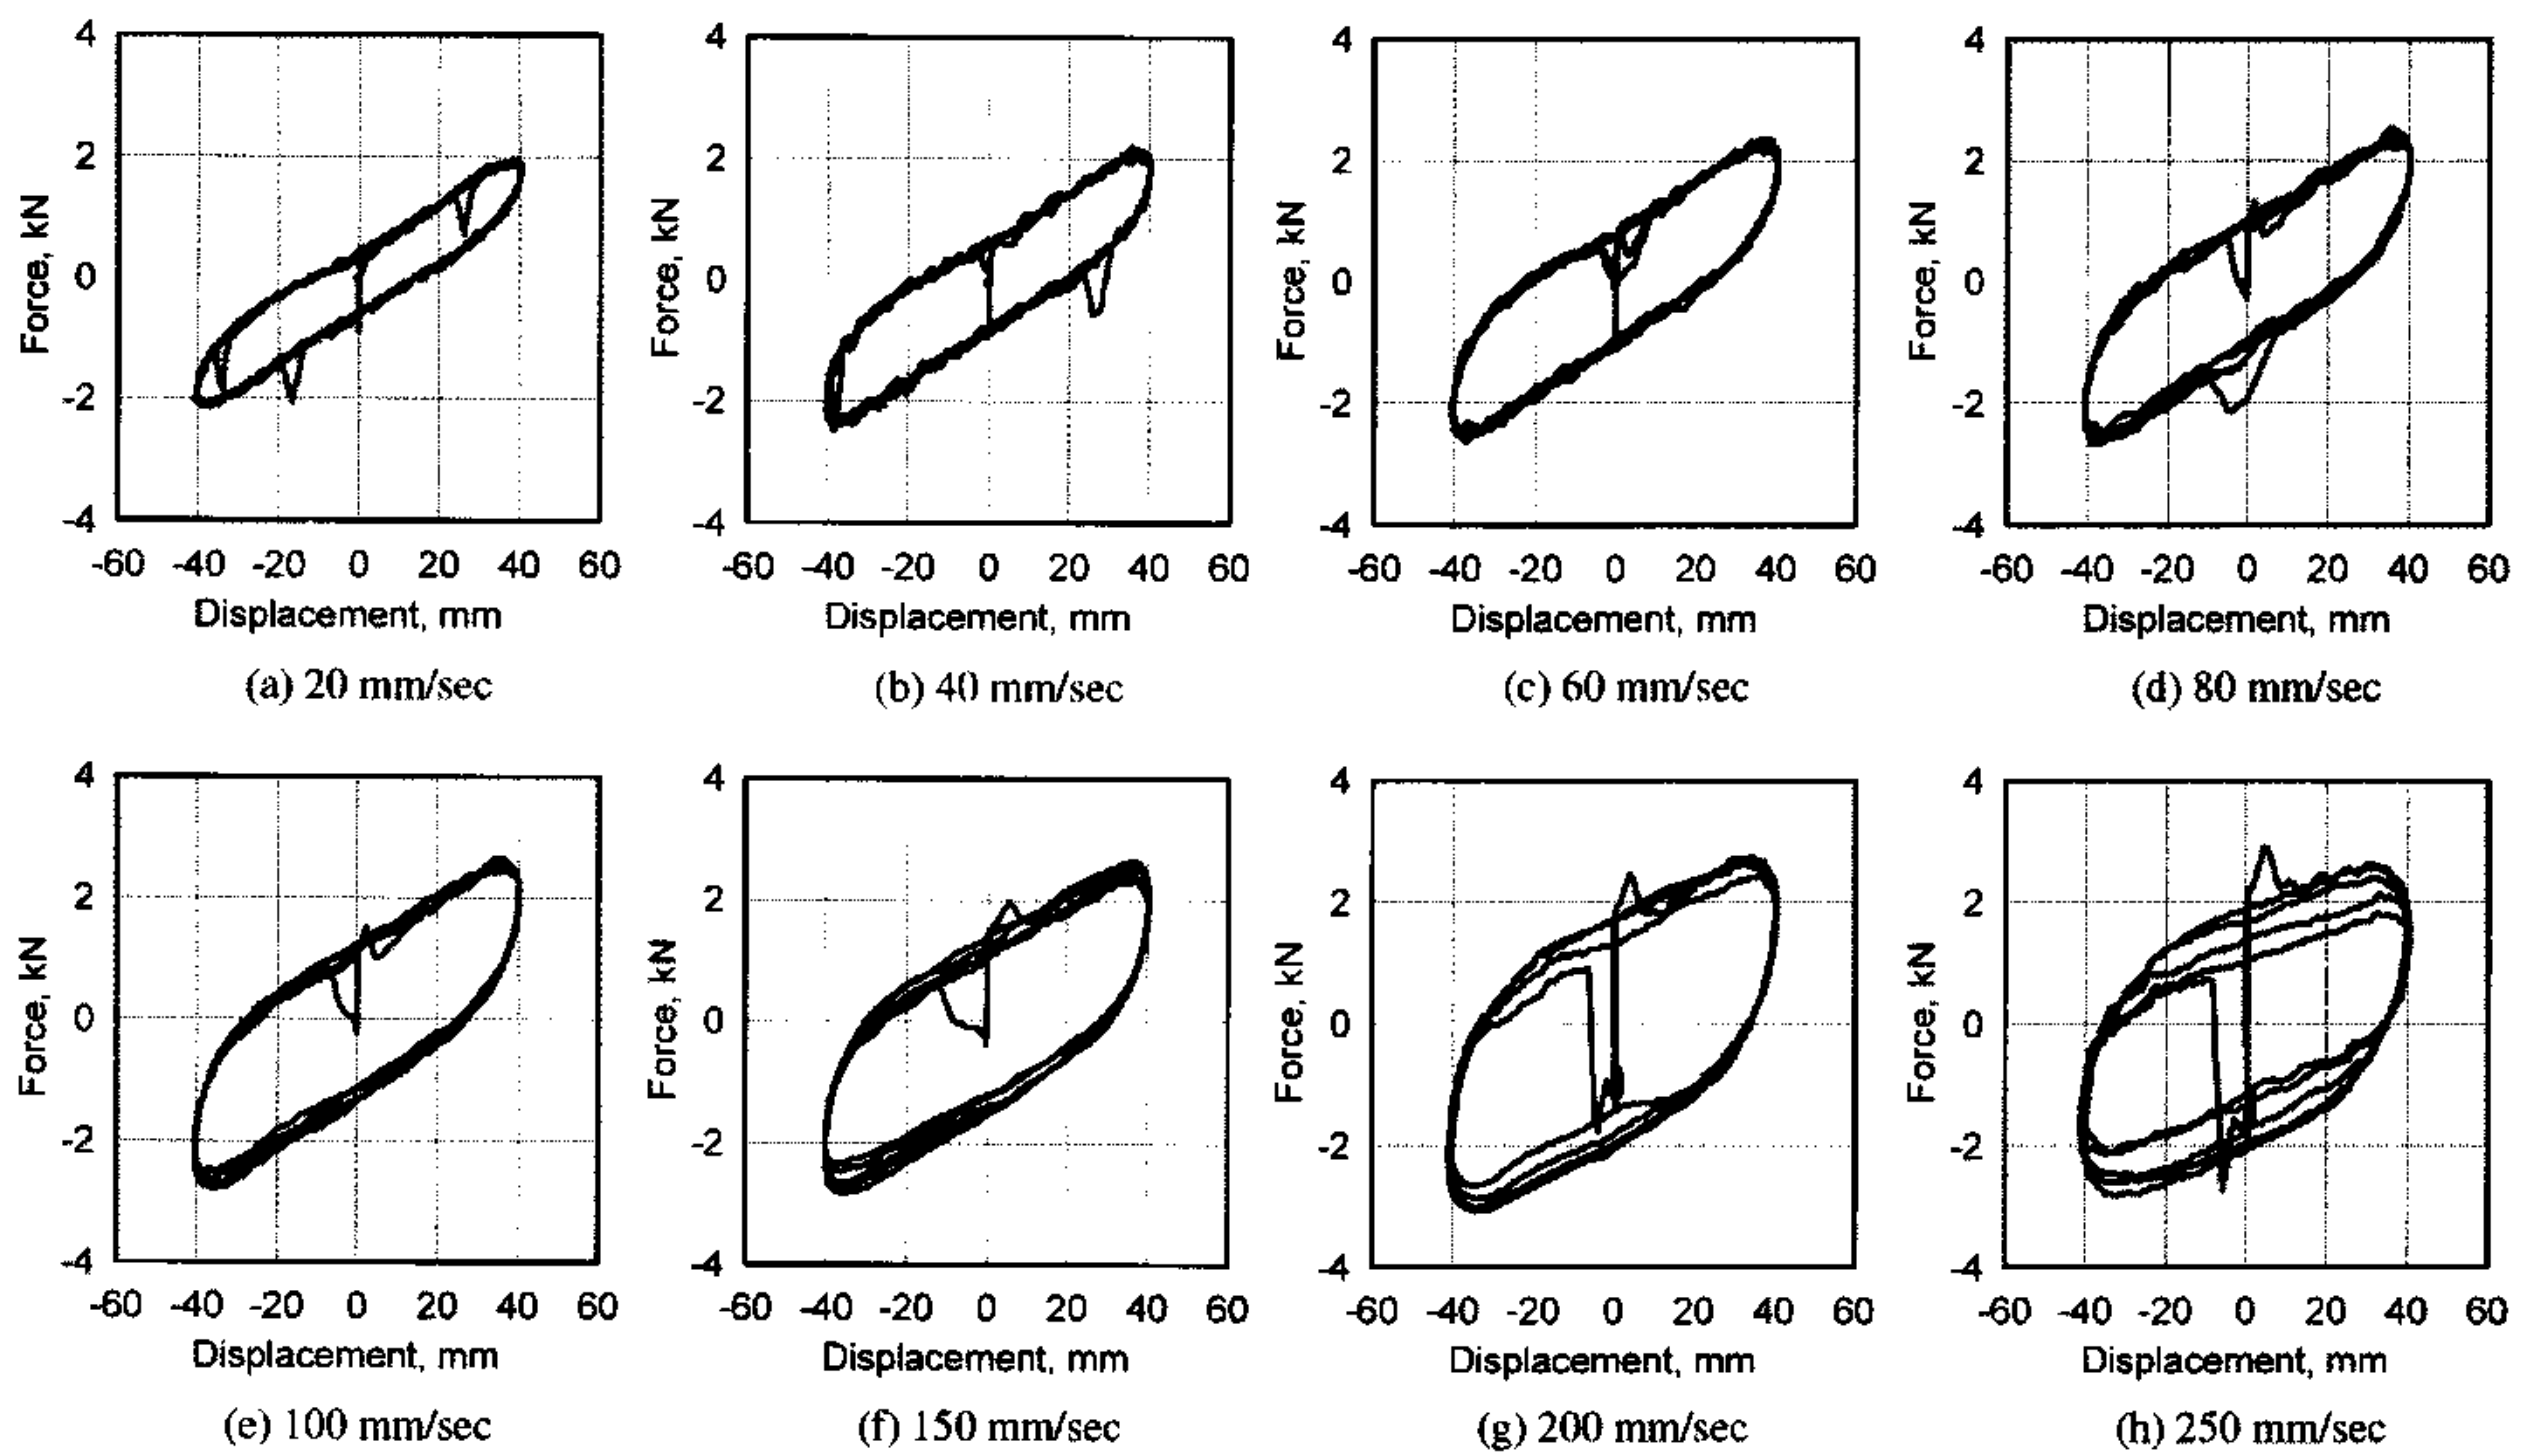 4 4 4 4
2 2 2 2
0 0 0 0
-2 -2 -2 -2
-4 -4 -4 -4
Force, kN Force, kN Force, kN Force, kN
-60 -40 -20 0 20 40 60 -60 -40 -20 0 20 40 60 -60 -40 -20 0 20 40 60 -60 -40 -20 0 20 40 60
Displacement, mm Displacement, mm Displacement, mm Displacement, mm
(a) 20 mm/sec (b) 40 mm/sec (c) 60 mm/sec (d) 80 mm/sec
4 4 4 4
2 2 2 2
0 0 0 0
-2 -2 -2 -2
-4 -4 -4 -4
Force, kN Force, kN Force, kN Force, kN
-60 -40 -20 0 20 40 60 -60 -40 -20 0 20 40 60 -60 -40 -20 0 20 40 60 -60 -40 -20 0 20 40 60
Displacement, mm Displacement, mm Displacement, mm Displacement, mm
(e) 100 mm/sec (f) 150 mm/sec (g) 200 mm/sec (h) 250 mm/sec